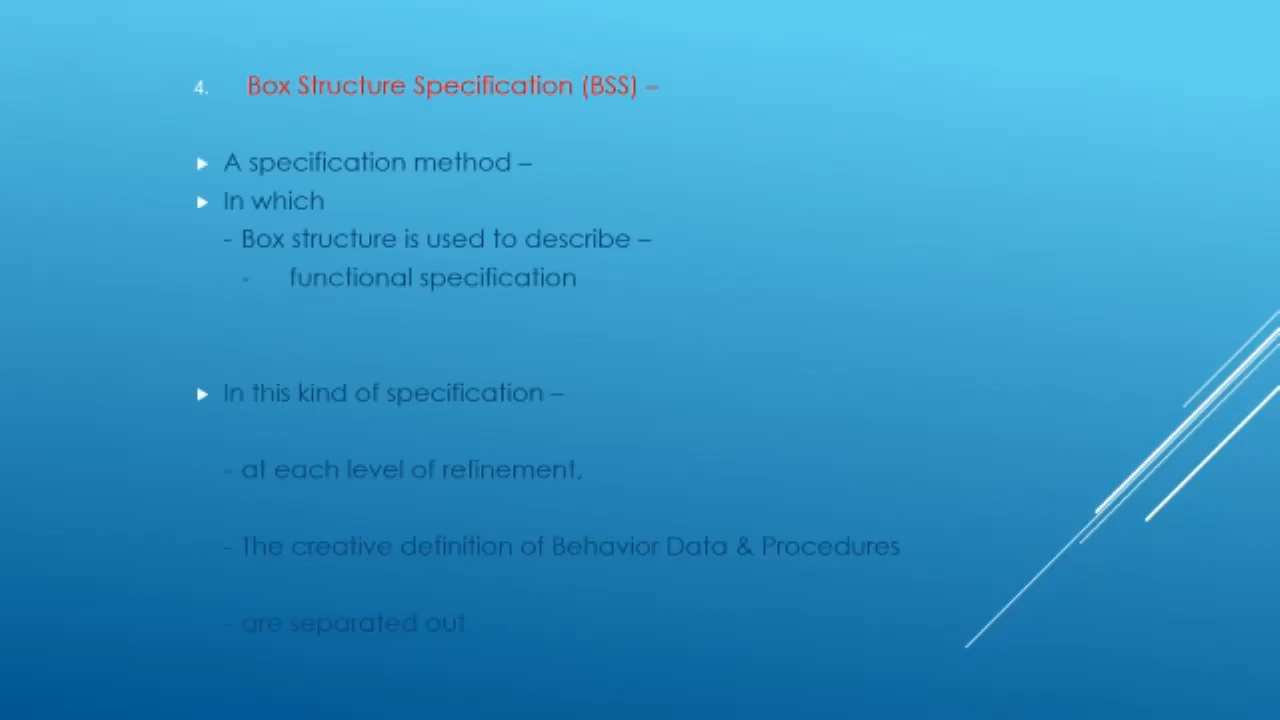 4. Box Structure Specification (BSS) –
A specification method –
In which
- Box structure is used to describe –
- functional specification
In this kind of specification –
- at each level of refinement,
- The creative definition of Behavior Data & Procedures
- are separated out